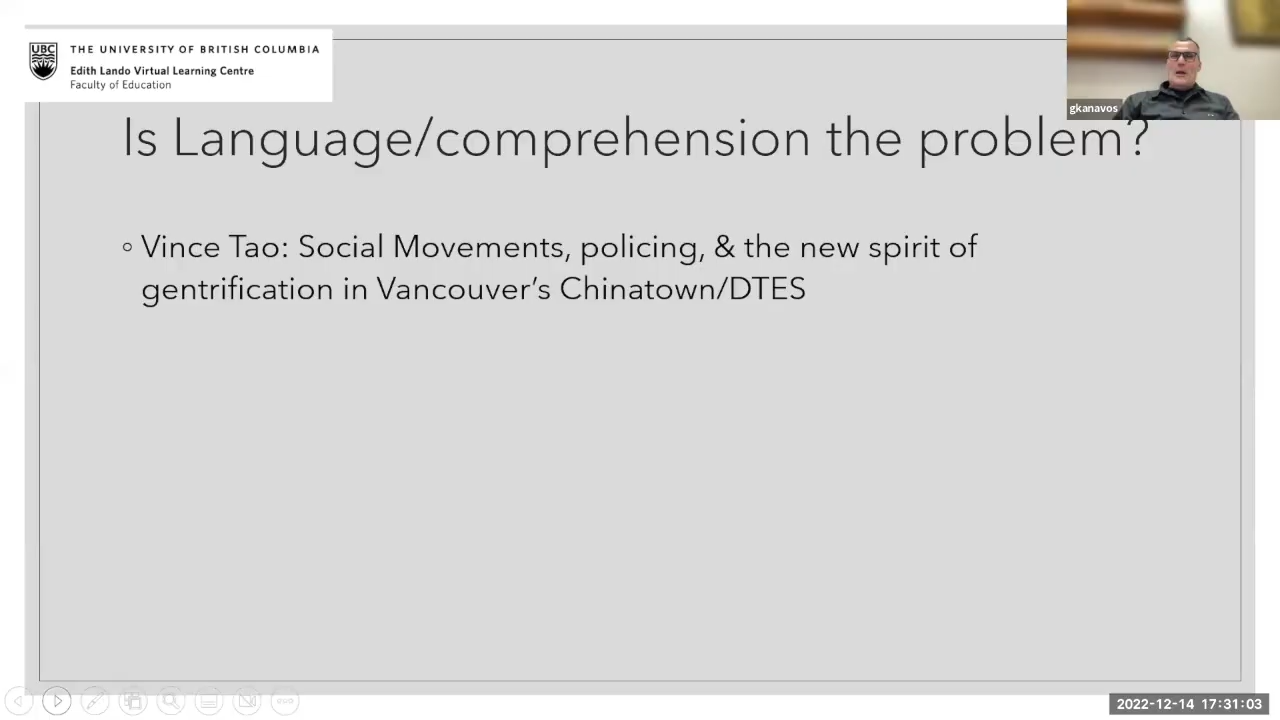 UBC
THE UNIVERSITY OF BRITISH COLUMBIA
Edith Lando Virtual Learning Centre
Faculty of Education
gkanavos
Is Language/comprehension the problem?
◦ Vince Tao: Social Movements, policing, & the new spirit of
gentrification in Vancouver’s Chinatown/DTES
2022-12-14 17:31:03